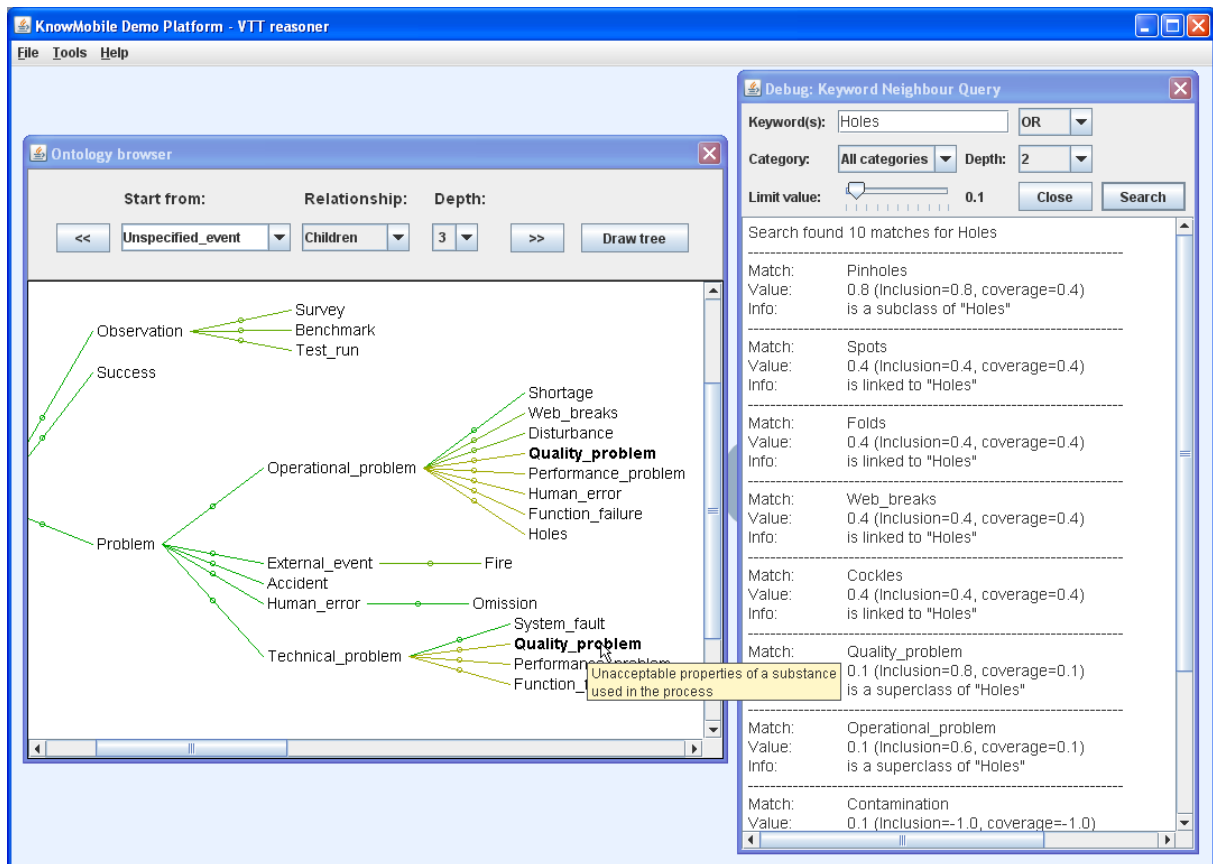 KnowMobile Demo Platform - VTT reasoner
File Tools Help
Ontology browser
Start from: Relationship: Depth:
<< Unspecified_event Children 3 >> Draw tree
Survey
Observation Benchmark
Test_run
Success
Shortage
Web_breaks
Disturbance
Quality_problem
Operational_problem Performance_problem
Human_error
Function_failure
Holes
Problem
External_event Fire
Accident
Human_error Omission
System_fault
Quality_problem
Technical_problem
Unacceptable properties of a substance
used in the process
Debug: Keyword Neighbour Query
Keyword(s): Holes OR
Category: All categories Depth: 2
Limit value: 0.1 Close Search
Search found 10 matches for Holes
Match: Pinholes
Value: 0.8 (Inclusion=0.8, coverage=0.4)
Info: is a subclass of "Holes"
Match: Spots
Value: 0.4 (Inclusion=0.4, coverage=0.4)
Info: is linked to "Holes"
Match: Folds
Value: 0.4 (Inclusion=0.4, coverage=0.4)
Info: is linked to "Holes"
Match: Web_breaks
Value: 0.4 (Inclusion=0.4, coverage=0.4)
Info: is linked to "Holes"
Match: Cockles
Value: 0.4 (Inclusion=0.4, coverage=0.4)
Info: is linked to "Holes"
Match: Quality_problem
0.1 (Inclusion=0.8, coverage=0.1)
is a superclass of "Holes"
Match: Operational_problem
Value: 0.1 (Inclusion=0.6, coverage=0.1)
Info: is a superclass of "Holes"
Match: Contamination
Value: 0.1 (Inclusion=-1.0, coverage=-1.0)